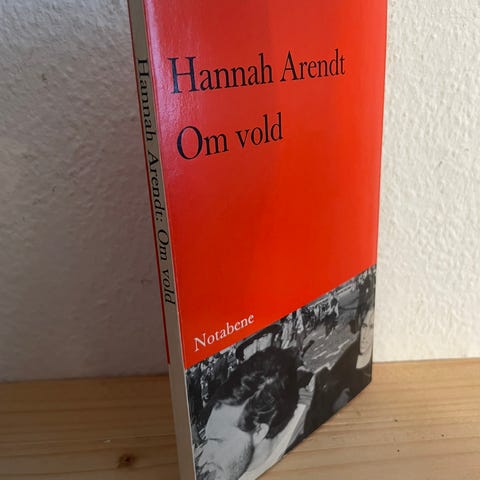 Hannah Arendt
Om vold
Notabene
Hannah Arendt: Om vold